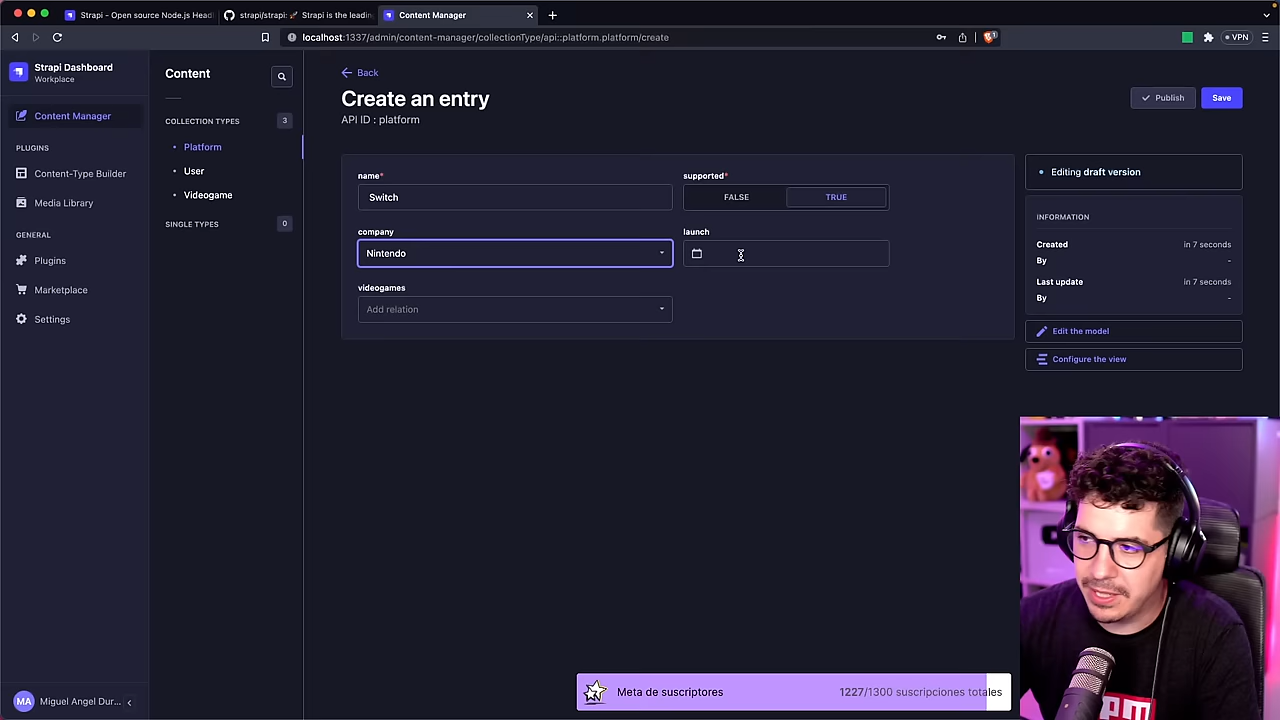 Strapi - Open source Node.js Head
strapi/strapi: 🚀 Strapi is the leading
Content Manager
localhost:1337/admin/content-manager/collectionType/api::platform.platform/create
VPN
Strapi Dashboard
Workplace
Content Manager
PLUGINS
Content-Type Builder
Media Library
GENERAL
Plugins
Marketplace
Settings
MA
Miguel Angel Dur...
Content
COLLECTION TYPES
3
Platform
User
Videogame
SINGLE TYPES
0
Back
Create an entry
API ID : platform
Publish
Save
name*
Switch
supported*
FALSE
TRUE
company
Nintendo
launch
videogames
Add relation
Editing draft version
INFORMATION
Created
in 7 seconds
By
-
Last update
in 7 seconds
By
-
Edit the model
Configure the view
Meta de suscriptores
1227/1300 suscripciones totales